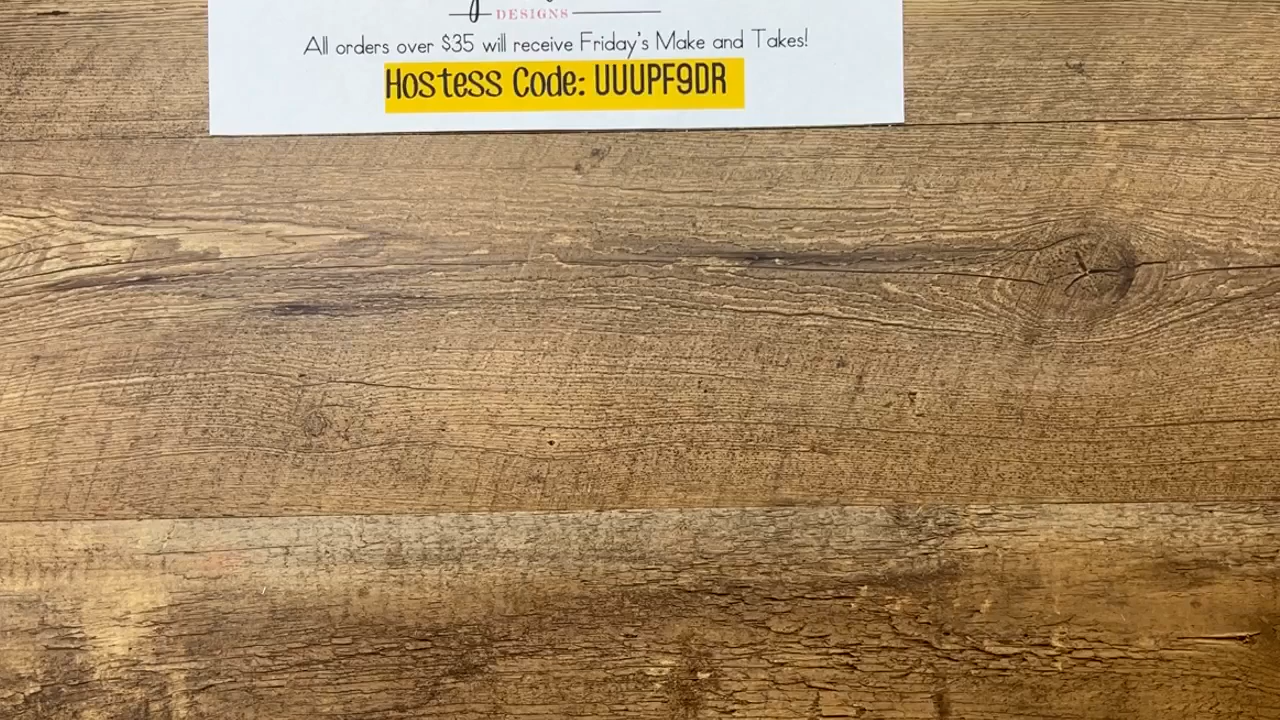 DESIGNS
All orders over $35 will receive Friday's Make and Takes!
Hostess Code: UUUPF9DR